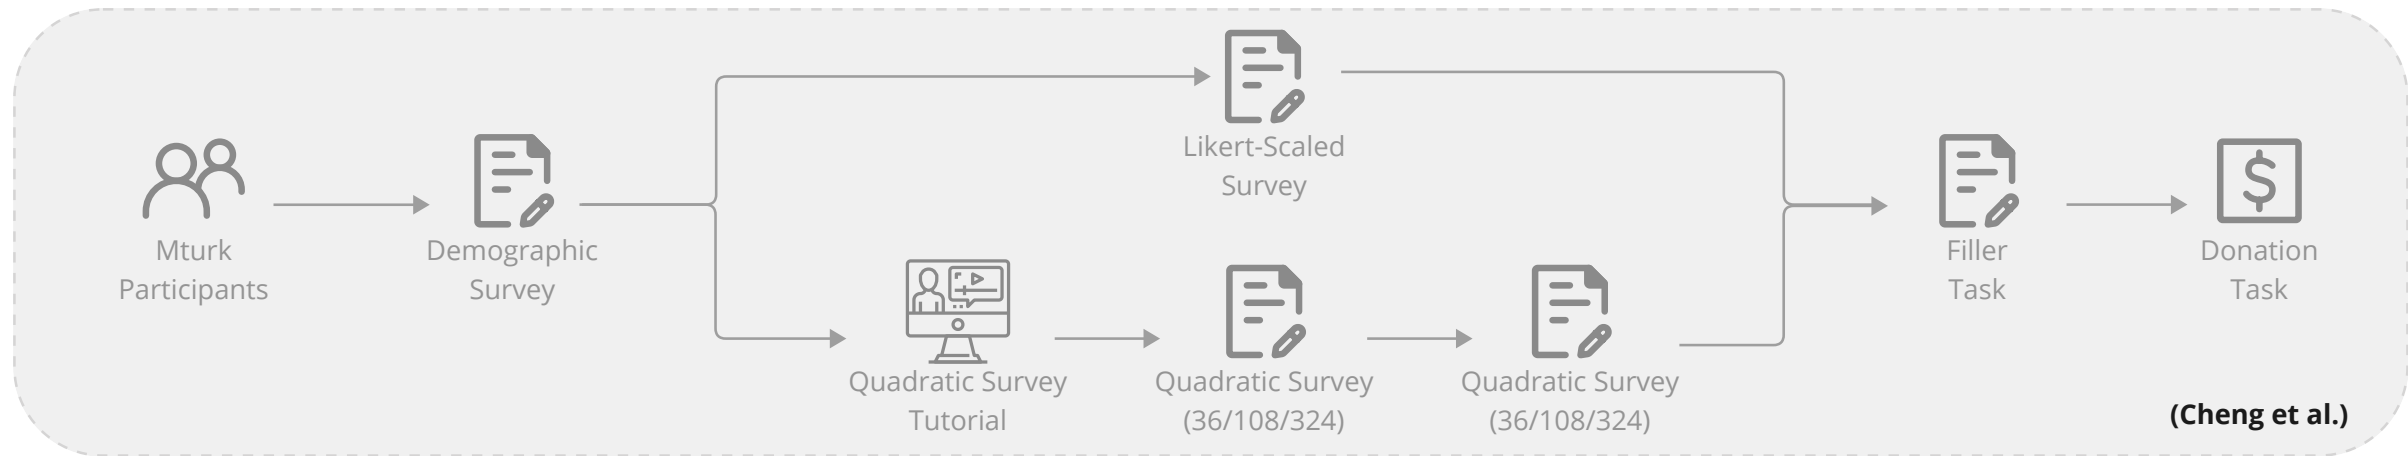 Mturk
Participants
Demographic
Survey
Likert-Scaled
Survey
Quadratic Survey
Tutorial
Quadratic Survey
(36/108/324)
Quadratic Survey
(36/108/324)
Filler
Task
$
Donation
Task
(Cheng et al.)